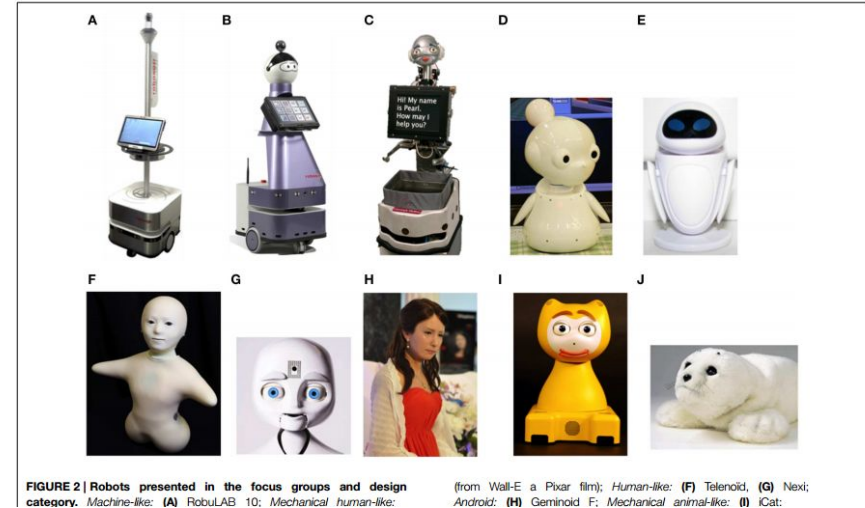 A
B
C
D
E
Hi! My name
is Pearl.
How may I
help you?
F
G
H
I
J
FIGURE 2 | Robots presented in the focus groups and design
category. Machine-like: (A) RobuLAB 10; Mechanical human-like:
(from Wall-E a Pixar film); Human-like: (F) Telenoïd, (G) Nexi;
Android: (H) Geminoid F; Mechanical animal-like: (I) iCat;